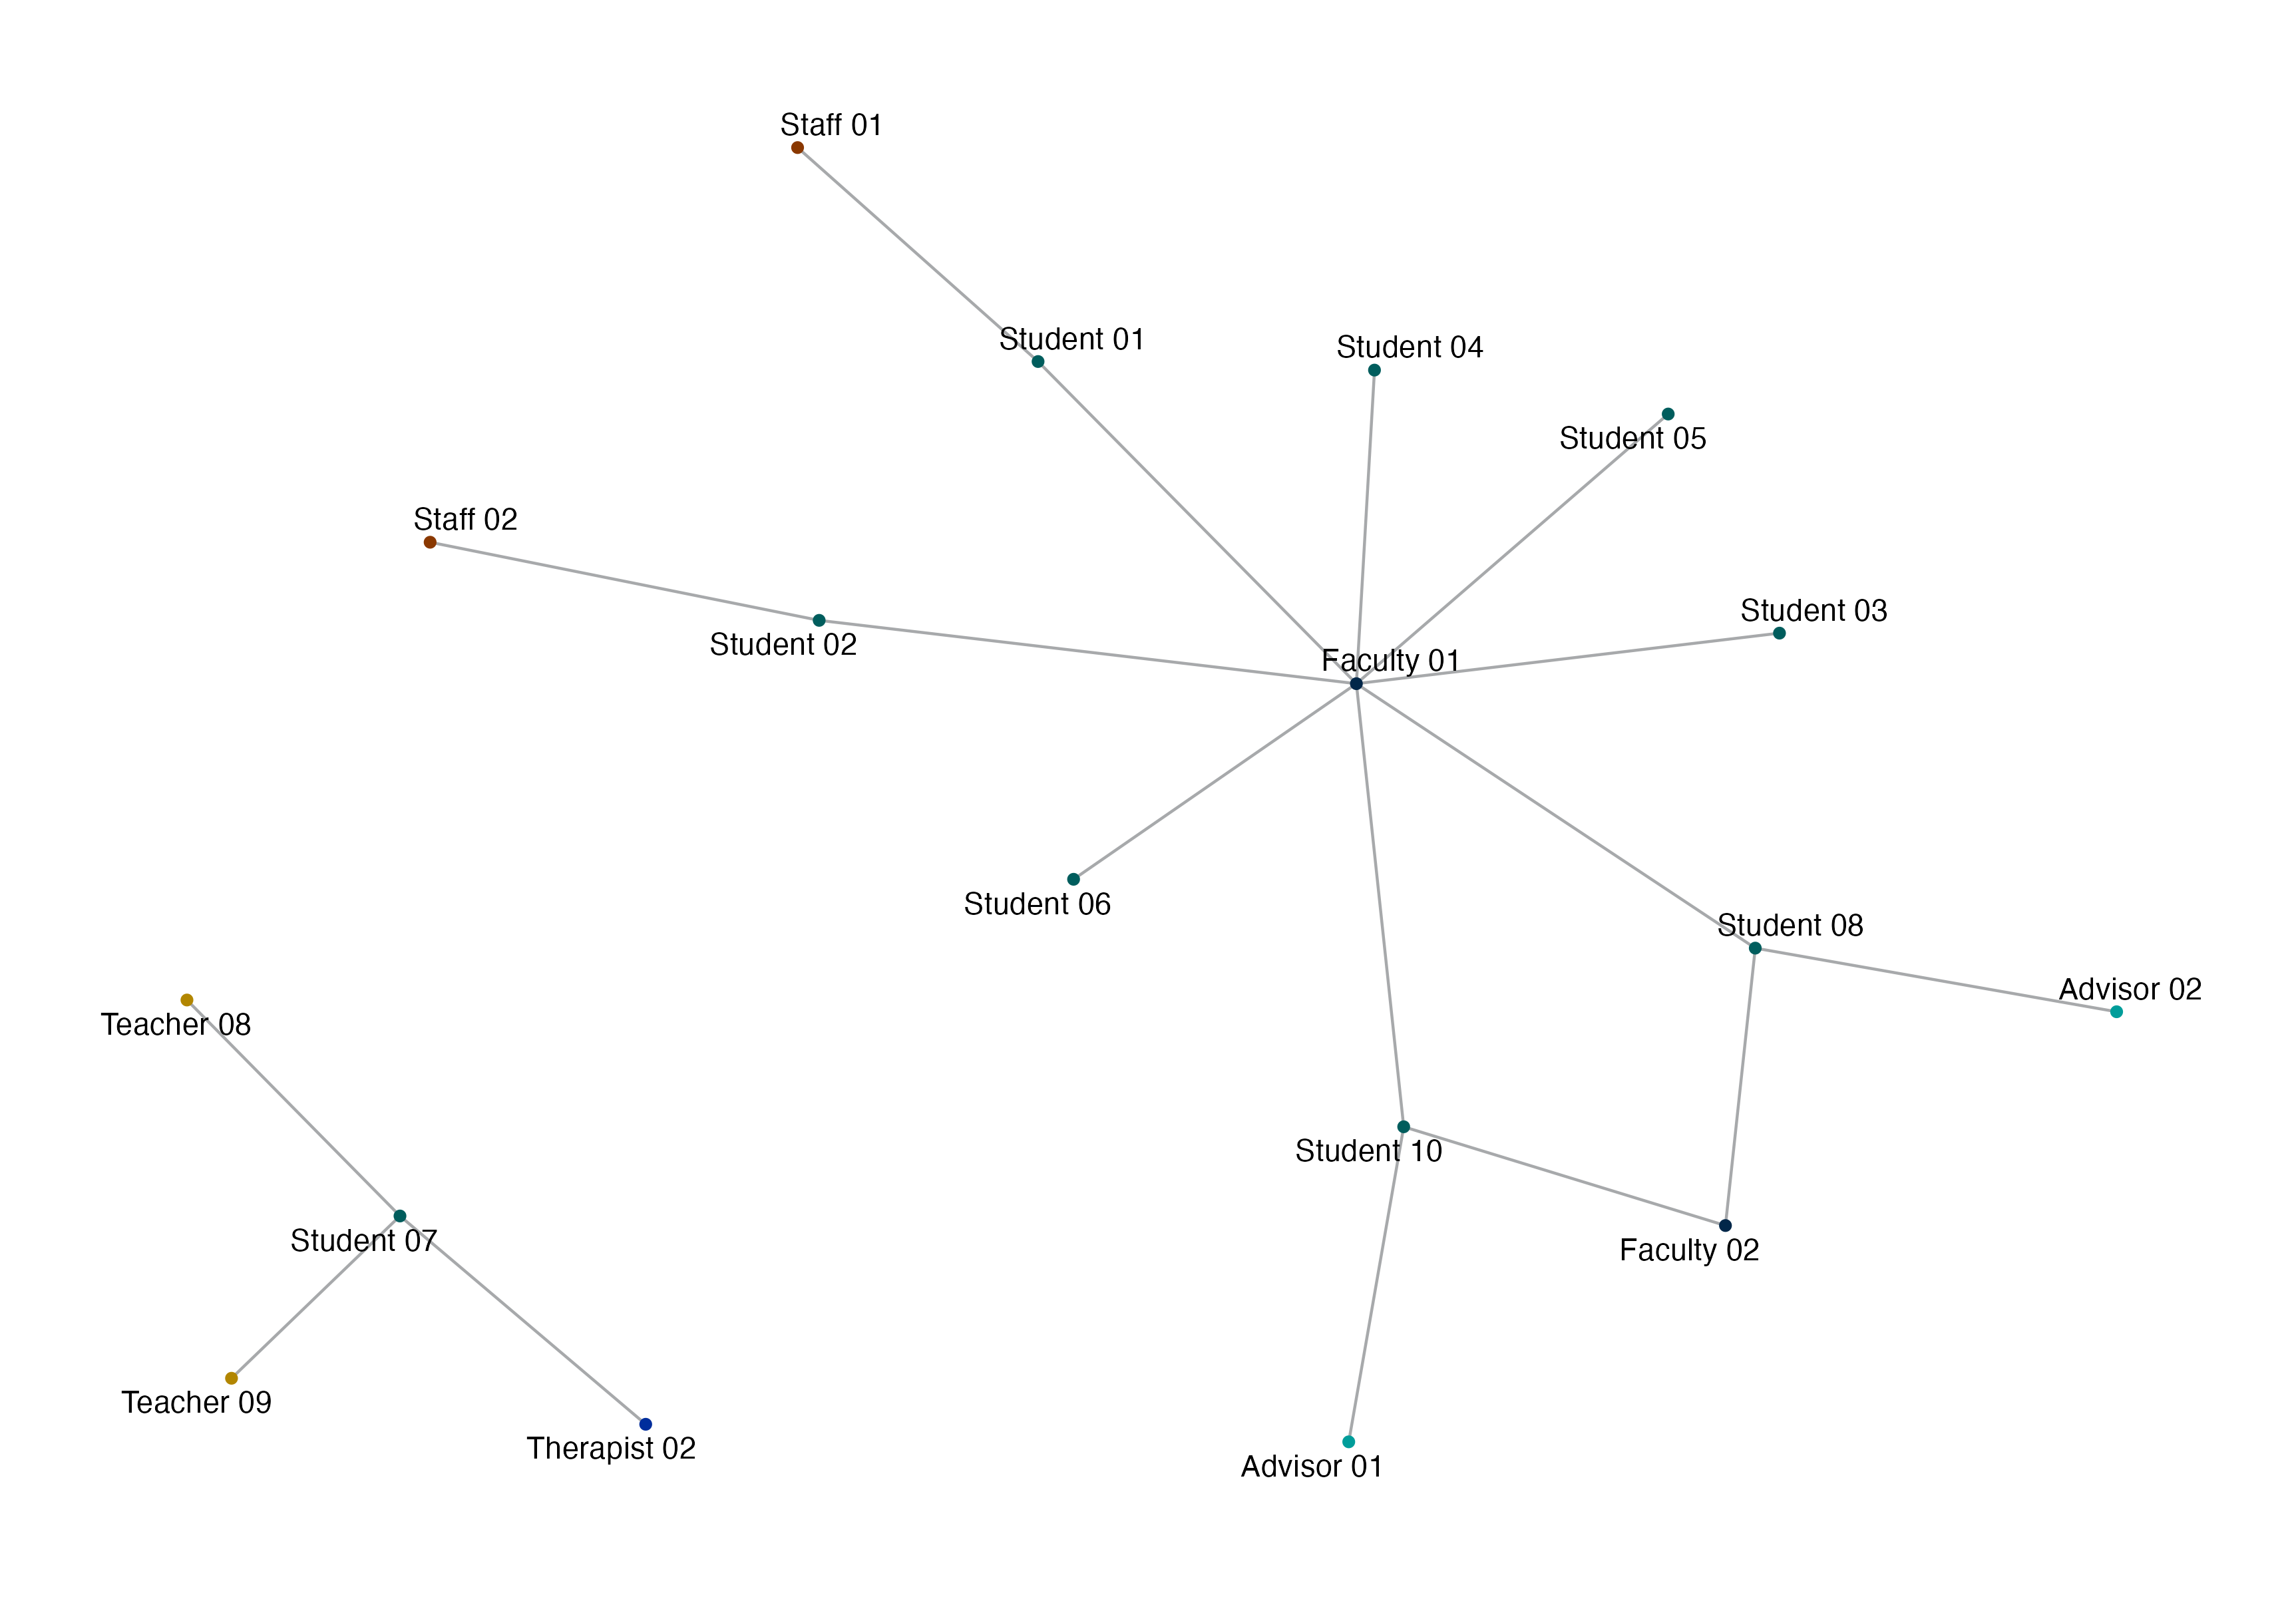 Staff 01
Student 01
Student 04
Student 05
Staff 02
Student 03
Student 02
Faculty 01
Student 06
Student 08
Advisor 02
Teacher 08
Student 10
Student 07
Faculty 02
Teacher 09
Therapist 02
Advisor 01